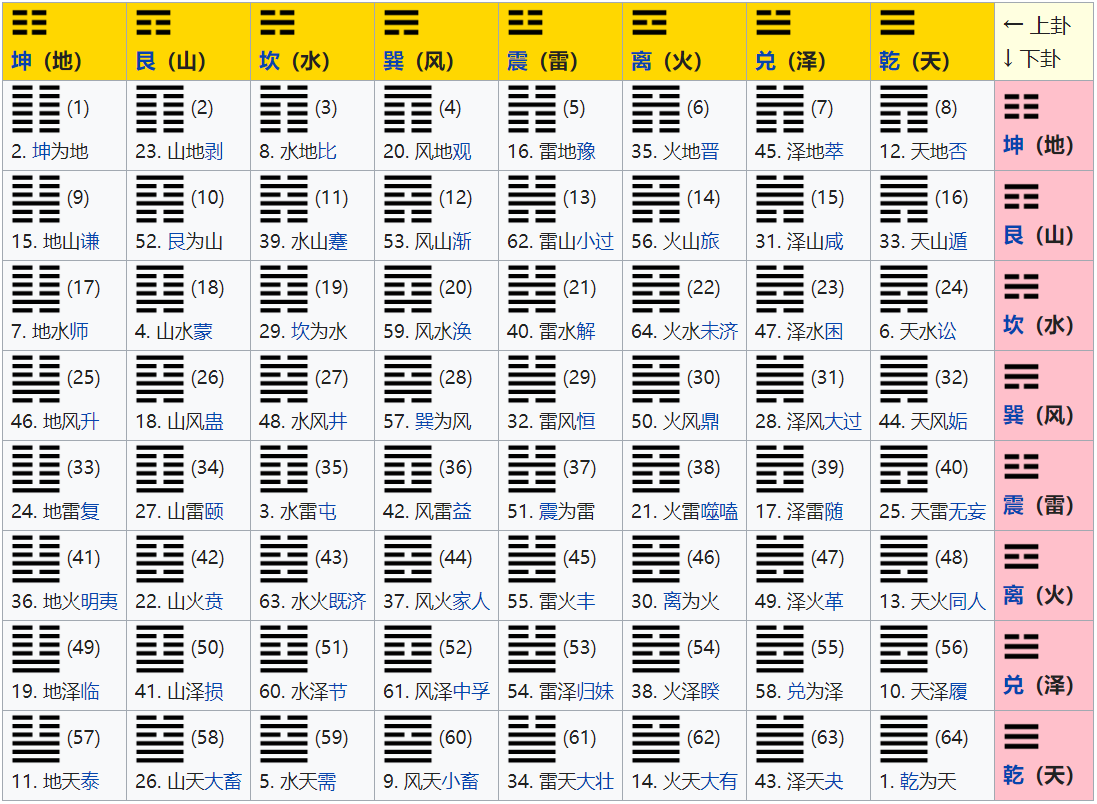 坤（地） 艮（山） 坎（水） 巽（风） 震（雷） 离（火） 兑（泽） 乾（天） ← 上卦
↓下卦
(1) (2) (3) (4) (5) (6) (7) (8)
2. 坤为地 23. 山地剥 8. 水地比 20. 风地观 16. 雷地豫 35. 火地晋 45. 泽地萃 12. 天地否 坤（地）
(9) (10) (11) (12) (13) (14) (15) (16)
15. 地山谦 52. 艮为山 39. 水山蹇 53. 风山渐 62. 雷山小过 56. 火山旅 31. 泽山咸 33. 天山遁 艮（山）
(17) (18) (19) (20) (21) (22) (23) (24)
7. 地水师 4. 山水蒙 29. 坎为水 59. 风水涣 40. 雷水解 64. 火水未济 47. 泽水困 6. 天水讼 坎（水）
(25) (26) (27) (28) (29) (30) (31) (32)
46. 地风升 18. 山风蛊 48. 水风井 57. 巽为风 32. 雷风恒 50. 火风鼎 28. 泽风大过 44. 天风姤 巽（风）
(33) (34) (35) (36) (37) (38) (39) (40)
24. 地雷复 27. 山雷颐 3. 水雷屯 42. 风雷益 51. 震为雷 21. 火雷噬嗑 17. 泽雷随 25. 天雷无妄 震（雷）
(41) (42) (43) (44) (45) (46) (47) (48)
36. 地火明夷 22. 山火贲 63. 水火既济 37. 风火家人 55. 雷火丰 30. 离为火 49. 泽火革 13. 天火同人 离（火）
(49) (50) (51) (52) (53) (54) (55) (56)
19. 地泽临 41. 山泽损 60. 水泽节 61. 风泽中孚 54. 雷泽归妹 38. 火泽睽 58. 兑为泽 10. 天泽履 兑（泽）
(57) (58) (59) (60) (61) (62) (63) (64)
11. 地天泰 26. 山天大畜 5. 水天需 9. 风天小畜 34. 雷天大壮 14. 火天大有 43. 泽天夬 1. 乾为天 乾（天）